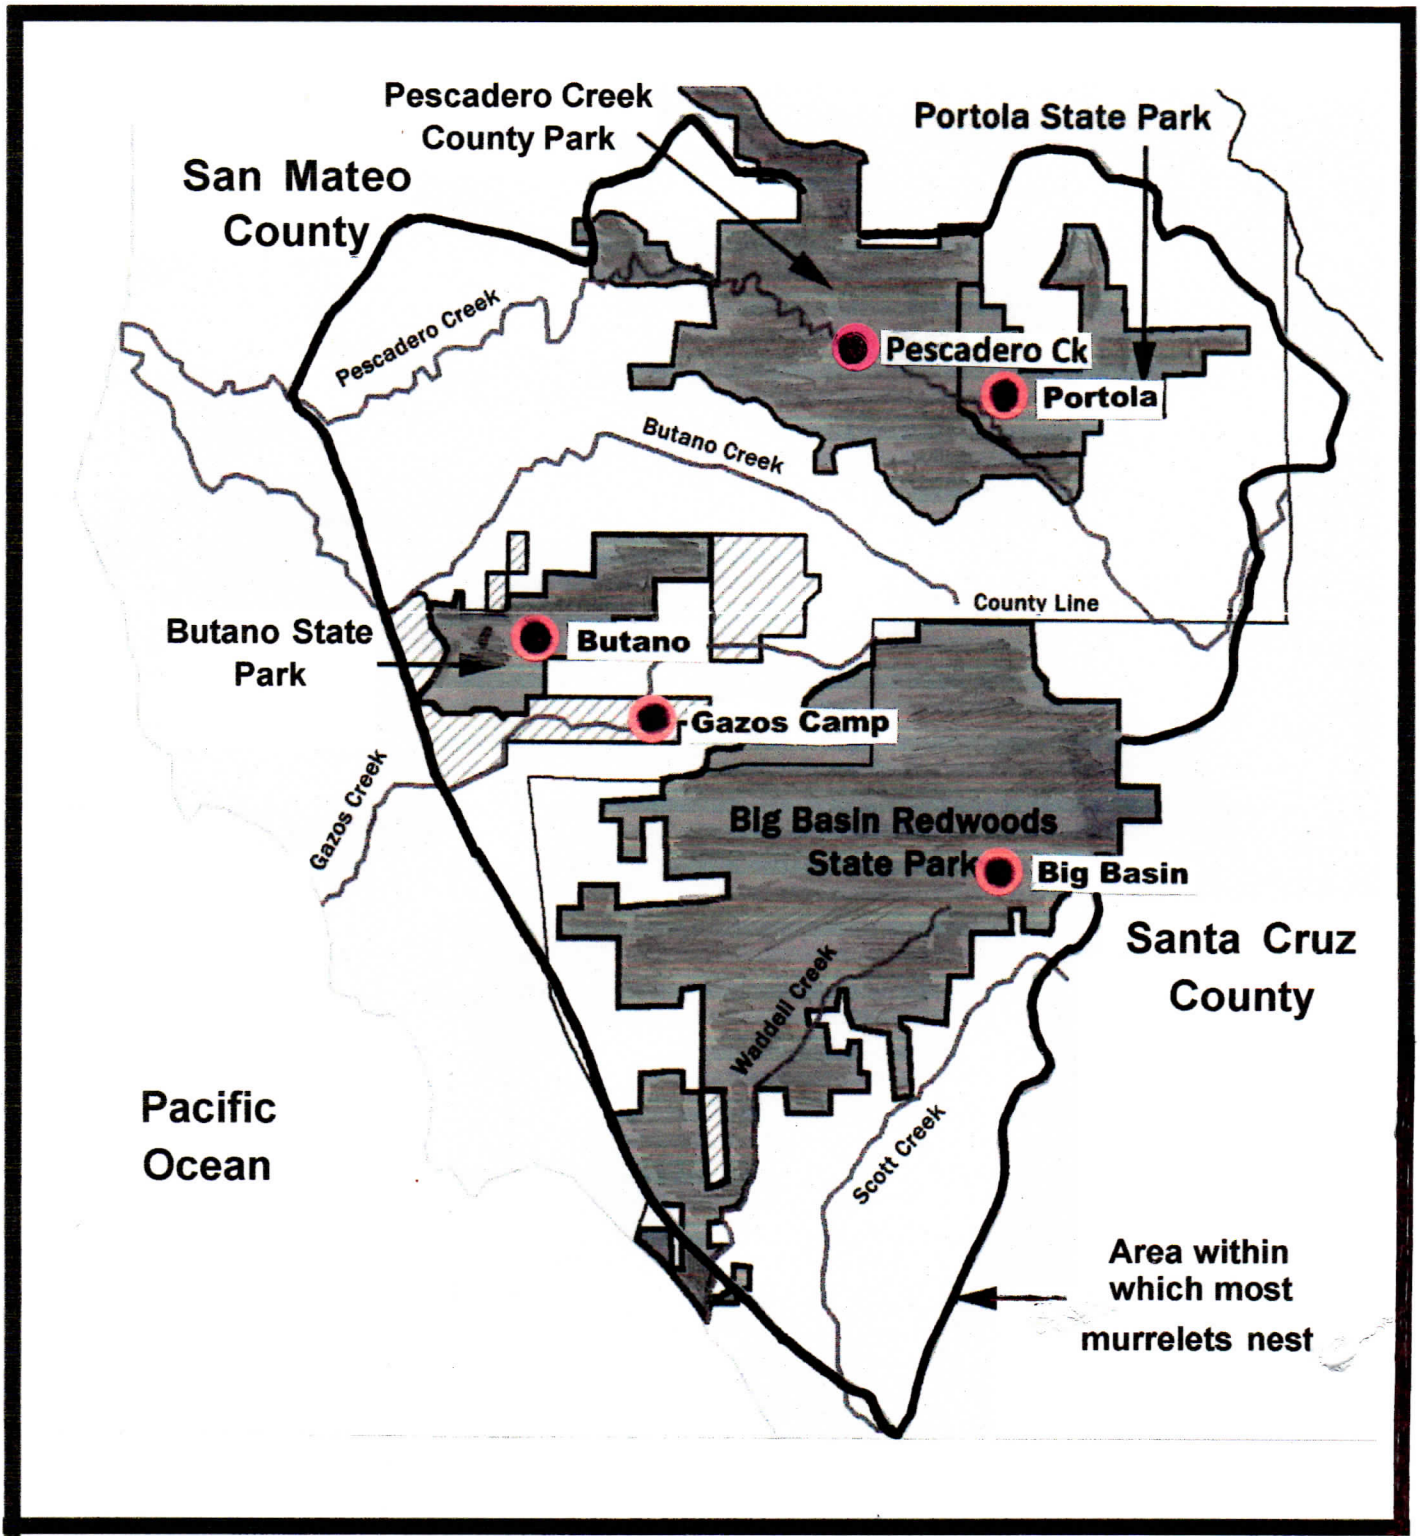 Pescadero Creek
County Park
Portola State Park
San Mateo
County
Pescadero Creek
Pescadero Ck
Portola
Butano Creek
County Line
Butano State
Park
Butano
Gazos Camp
Gazos Creek
Big Basin Redwoods
State Park
Big Basin
Santa Cruz
County
Waddell Creek
Scott Creek
Pacific
Ocean
Area within
which most
murrelets nest